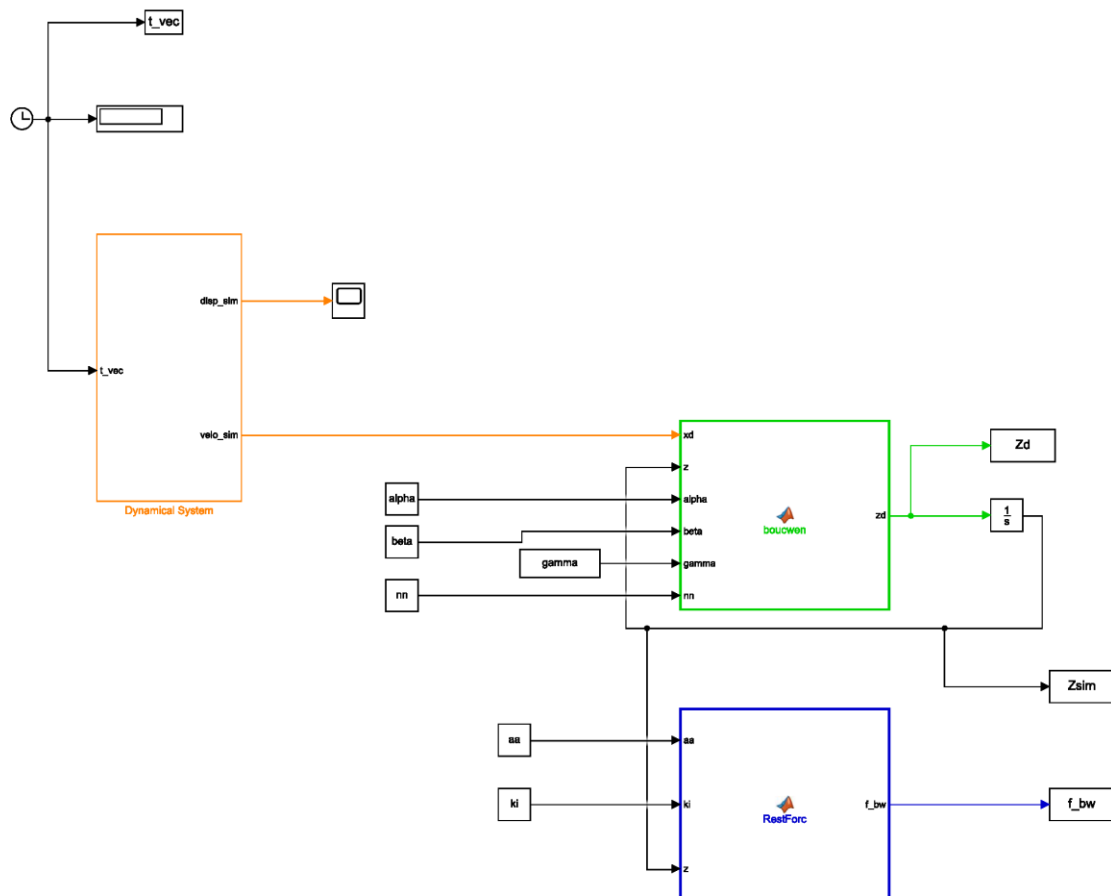 t_vec
disp_sim
t_vec
velo_sim
Dynamical System
xd
Zd
z
alpha
alpha
zd
1
s
boucwen
beta
beta
gamma
gamma
nn
nn
Zsim
aa
aa
ki
ki
f_bw
f_bw
RestForc
z